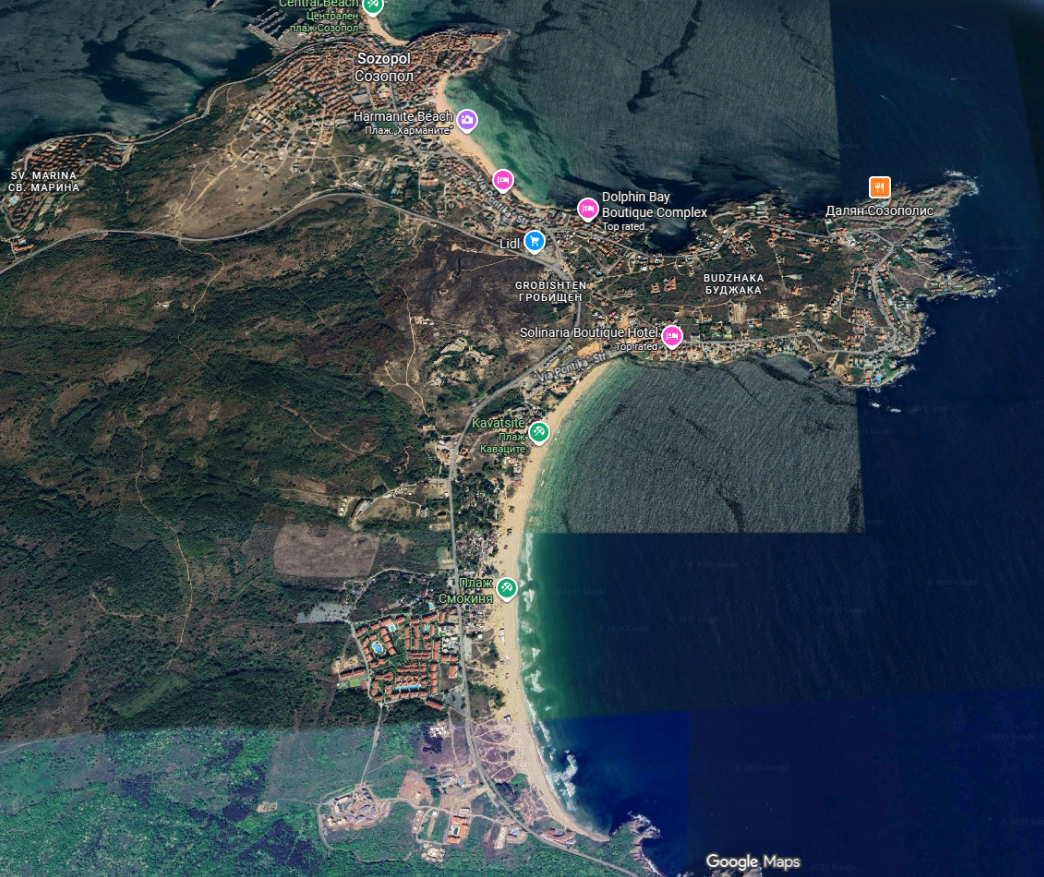 Central Beach
Централен
плаж Созопол
Sozopol
Созопол
Harmanite Beach
Плаж „Харманите"
SV. MARINA
СВ. МАРИНА
Dolphin Bay
Boutique Complex
Top rated
Далян Созополис
Lidl
GROBISHTEN
ГРОБИЩЕН
BUDZHAKA
БУДЖАКА
Solinaria Boutique Hotel
Top rated
Via Pontika Str
Kavatsite
Плаж
Каваците
Плаж
Смокиня
Google Maps